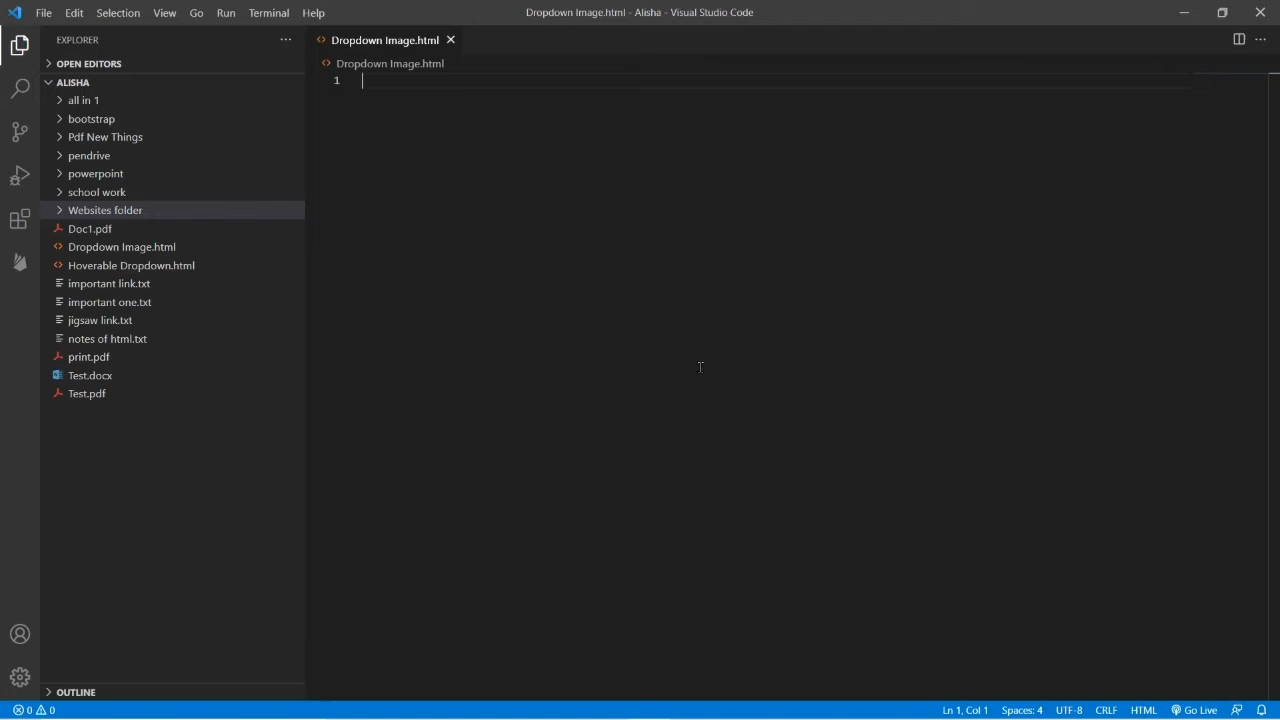 File Edit Selection View Go Run Terminal Help Dropdown Image.html - Alisha - Visual Studio Code
EXPLORER
Dropdown Image.html
OPEN EDITORS
Dropdown Image.html
ALISHA
1
all in 1
bootstrap
Pdf New Things
pendrive
powerpoint
school work
Websites folder
Doc1.pdf
Dropdown Image.html
Hoverable Dropdown.html
important link.txt
important one.txt
jigsaw link.txt
notes of html.txt
print.pdf
Test.docx
Test.pdf
OUTLINE
0 0 Ln 1, Col 1 Spaces: 4 UTF-8 CRLF HTML Go Live